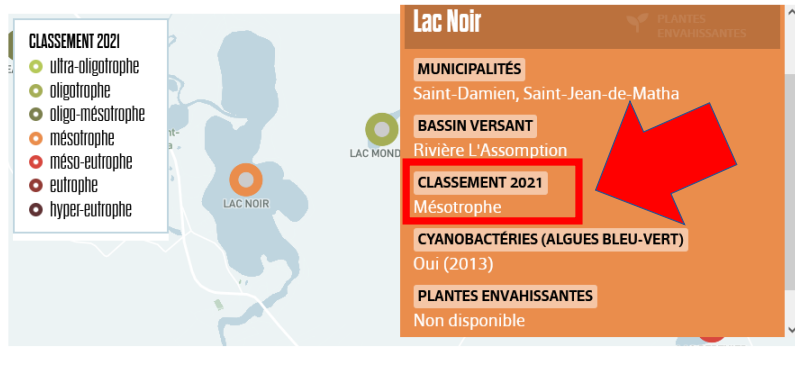 CLASSEMENT 2021
ultra-oligotrophe
oligotrophe
oligo-mésotrophe
mésotrophe
méso-eutrophe
eutrophe
hyper-eutrophe
LAC NOIR
LAC MOND
Lac Noir
PLANTES
ENVAHISSANTES
MUNICIPALITÉS
Saint-Damien, Saint-Jean-de-Matha
BASSIN VERSANT
Rivière L'Assomption
CLASSEMENT 2021
Mésotrophe
CYANOBACTÉRIES (ALGUES BLEU-VERT)
Oui (2013)
PLANTES ENVAHISSANTES
Non disponible